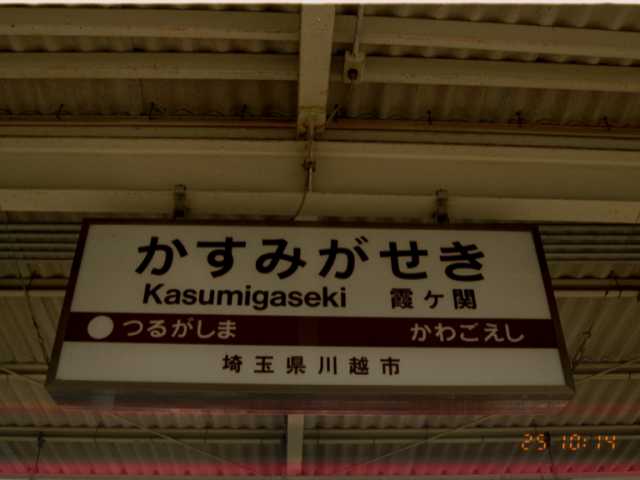 かすみがせき
Kasumigaseki 霞ケ関
つるがしま かわごえし
埼玉県川越市
25 10:14